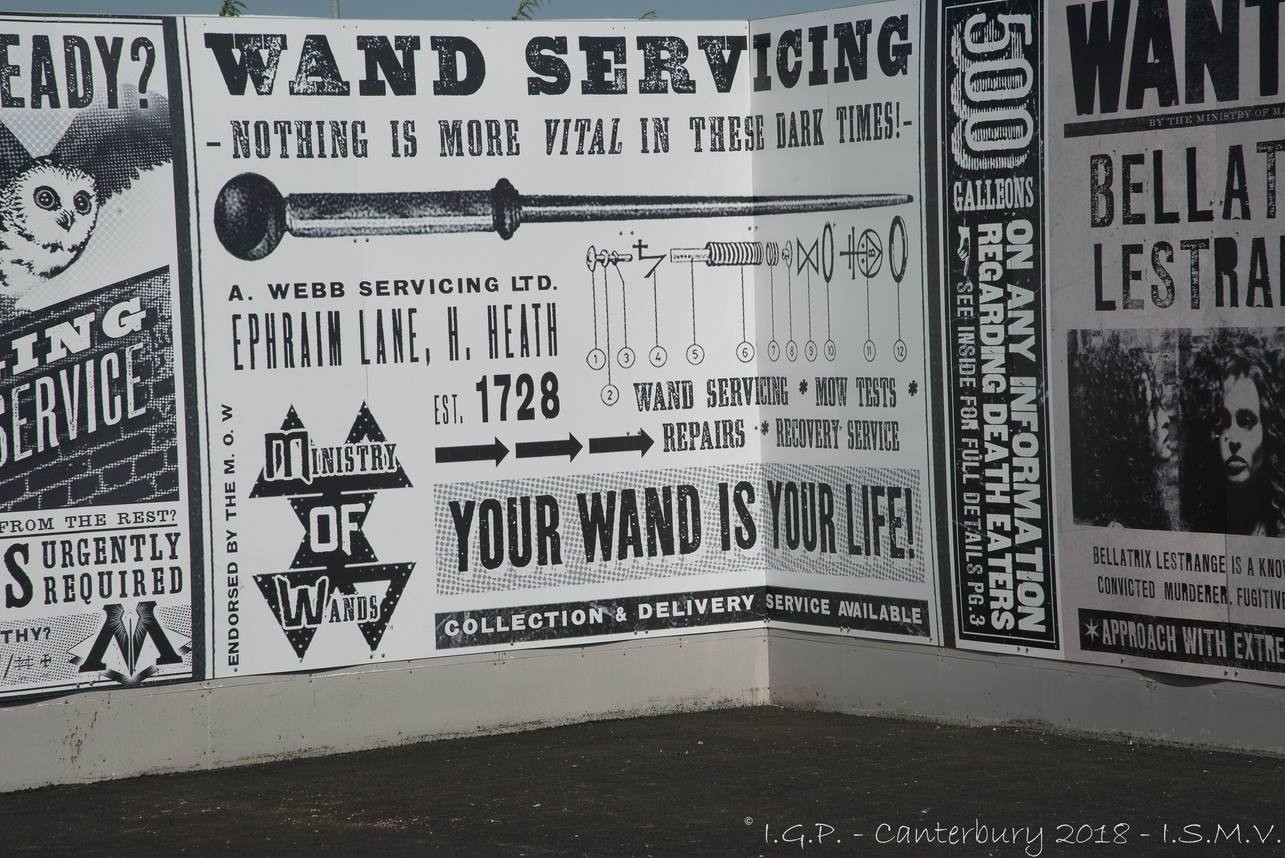 EADY?
ING
SERVICE
FROM THE REST?
S URGENTLY
REQUIRED
THY?
M
WAND SERVICING
-NOTHING IS MORE VITAL IN THESE DARK TIMES!-
A. WEBB SERVICING LTD.
EPHRAIM LANE, H. HEATH
EST. 1728
1 2 3 4 5 6 7 8 9 10 11 12
WAND SERVICING * MOW TESTS *
REPAIRS * RECOVERY SERVICE
ENDORSED BY THE M. O. W
MINISTRY
OF
WANDS
YOUR WAND IS YOUR LIFE!
COLLECTION & DELIVERY SERVICE AVAILABLE
500
GALLEONS
ON ANY INFORMATION
REGARDING DEATH EATERS
SEE INSIDE FOR FULL DETAILS PG 3
WANT
BY THE MINISTRY OF M
BELLAT
LESTRA
BELLATRIX LESTRANGE IS A KNO
CONVICTED MURDERER, FUGITIVE
*APPROACH WITH EXTRE
© I.G.P. - Canterbury 2018 - I.S.M.V.